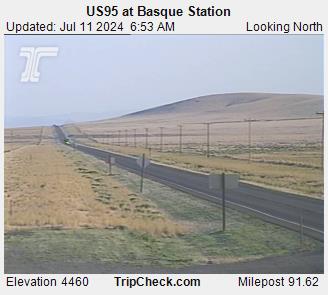 US95 at Basque Station
Updated: Jul 11 2024 6:53 AM Looking North
Elevation 4460 TripCheck.com Milepost 91.62